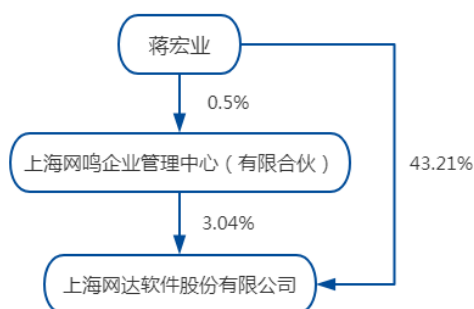 蒋宏业
0.5%
上海网鸣企业管理中心（有限合伙）
43.21%
3.04%
上海网达软件股份有限公司